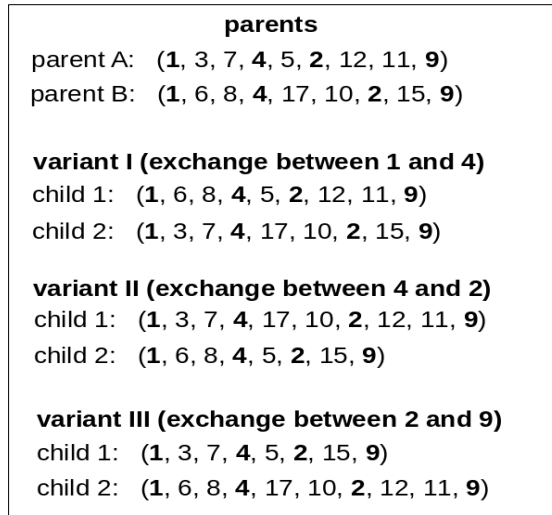 parents
parent A: (1, 3, 7, 4, 5, 2, 12, 11, 9)
parent B: (1, 6, 8, 4, 17, 10, 2, 15, 9)
variant I (exchange between 1 and 4)
child 1: (1, 6, 8, 4, 5, 2, 12, 11, 9)
child 2: (1, 3, 7, 4, 17, 10, 2, 15, 9)
variant II (exchange between 4 and 2)
child 1: (1, 3, 7, 4, 17, 10, 2, 12, 11, 9)
child 2: (1, 6, 8, 4, 5, 2, 15, 9)
variant III (exchange between 2 and 9)
child 1: (1, 3, 7, 4, 5, 2, 15, 9)
child 2: (1, 6, 8, 4, 17, 10, 2, 12, 11, 9)